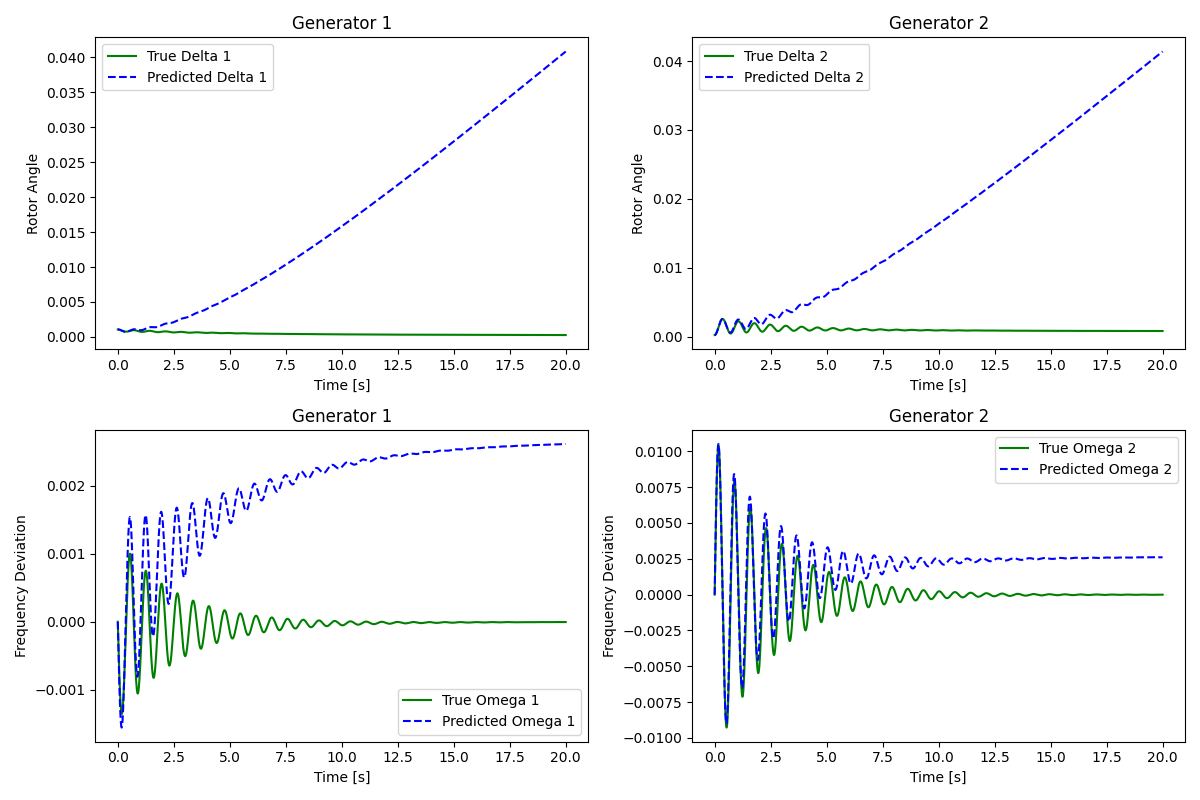 Generator 1
True Delta 1
Predicted Delta 1
Rotor Angle
0.040
0.035
0.030
0.025
0.020
0.015
0.010
0.005
0.000
0.0 2.5 5.0 7.5 10.0 12.5 15.0 17.5 20.0
Time [s]
Generator 2
True Delta 2
Predicted Delta 2
Rotor Angle
0.04
0.03
0.02
0.01
0.00
0.0 2.5 5.0 7.5 10.0 12.5 15.0 17.5 20.0
Time [s]
Generator 1
Frequency Deviation
0.002
0.001
0.000
−0.001
True Omega 1
Predicted Omega 1
0.0 2.5 5.0 7.5 10.0 12.5 15.0 17.5 20.0
Time [s]
Generator 2
True Omega 2
Predicted Omega 2
Frequency Deviation
0.0100
0.0075
0.0050
0.0025
0.0000
−0.0025
−0.0050
−0.0075
−0.0100
0.0 2.5 5.0 7.5 10.0 12.5 15.0 17.5 20.0
Time [s]